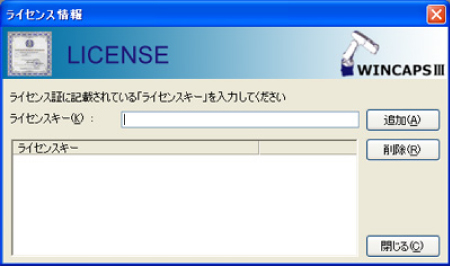 ライセンス情報
LICENSE
WINCAPSⅢ
ライセンス証に記載されている「ライセンスキー」を入力してください
ライセンスキー(K) :
追加(A)
ライセンスキー
削除(R)
閉じる(C)